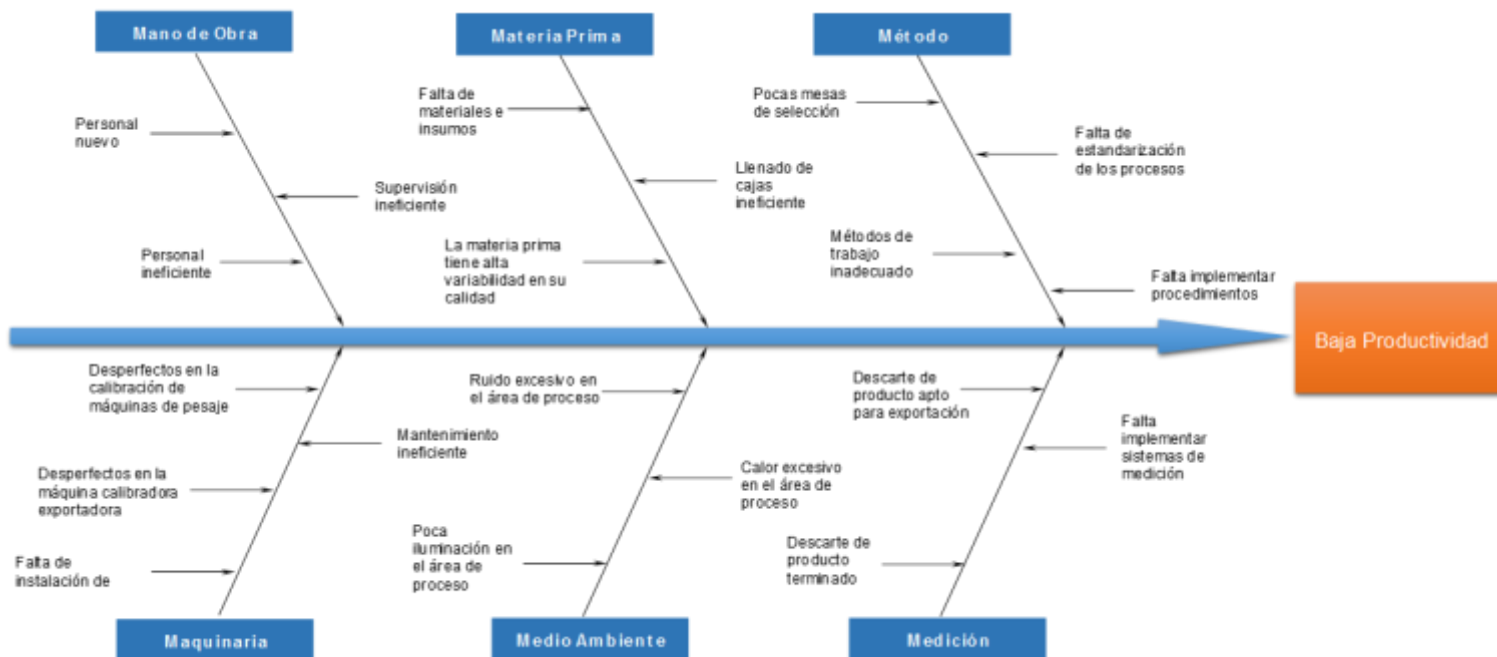 Mano de Obra
Materia Prima
Método
Personal
nuevo
Supervisión
ineficiente
Personal
ineficiente
Falta de
materiales e
insumos
Llenado de
cajas
ineficiente
La materia prima
tiene alta
variabilidad en su
calidad
Pocas mesas
de selección
Falta de
estandarización
de los procesos
Métodos de
trabajo
inadecuado
Falta implementar
procedimientos
Baja Productividad
Desperfectos en la
calibración de
máquinas de pesaje
Mantenimiento
ineficiente
Desperfectos en la
máquina calibradora
exportadora
Falta de
instalación de
Ruido excesivo en
el área de proceso
Calor excesivo
en el área de
proceso
Poca
iluminación en
el área de
proceso
Descarte de
producto apto
para exportación
Falta
implementar
sistemas de
medición
Descarte de
producto
terminado
Maquinaria
Medio Ambiente
Medición